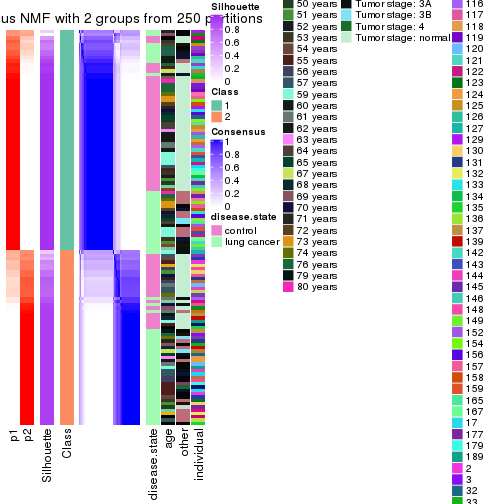 us NMF with 2 groups from 250 partitions
Silhouette
1
0.8
0.6
0.4
0.2
0
Class
1
2
Consensus
1
0.8
0.6
0.4
0.2
0
disease.state
control
lung cancer
50 years
51 years
52 years
53 years
54 years
55 years
56 years
57 years
59 years
60 years
61 years
62 years
63 years
64 years
65 years
67 years
68 years
69 years
70 years
71 years
72 years
73 years
74 years
76 years
79 years
80 years
Tumor stage: 3A
Tumor stage: 3B
Tumor stage: 4
Tumor stage: normal
116
117
118
119
120
121
122
123
124
125
126
127
129
130
131
132
133
134
135
136
137
139
142
143
144
145
146
148
149
152
154
156
157
158
159
165
167
17
177
179
189
2
3
32
33
p1
p2
Silhouette
Class
disease.state
age
other
individual